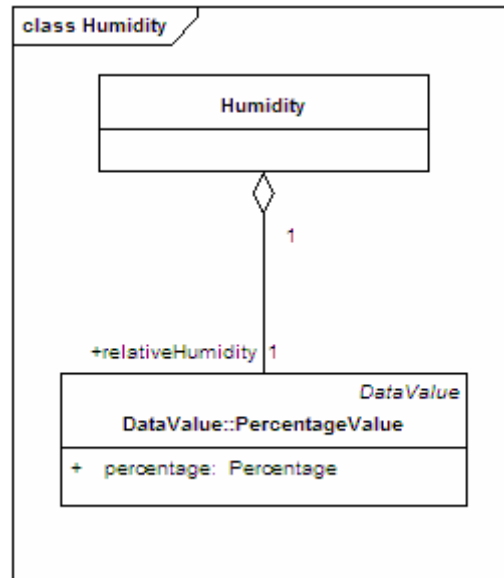 class Humidity
Humidity
1
+relativeHumidity 1
DataValue
DataValue::PercentageValue
+ percentage: Percentage